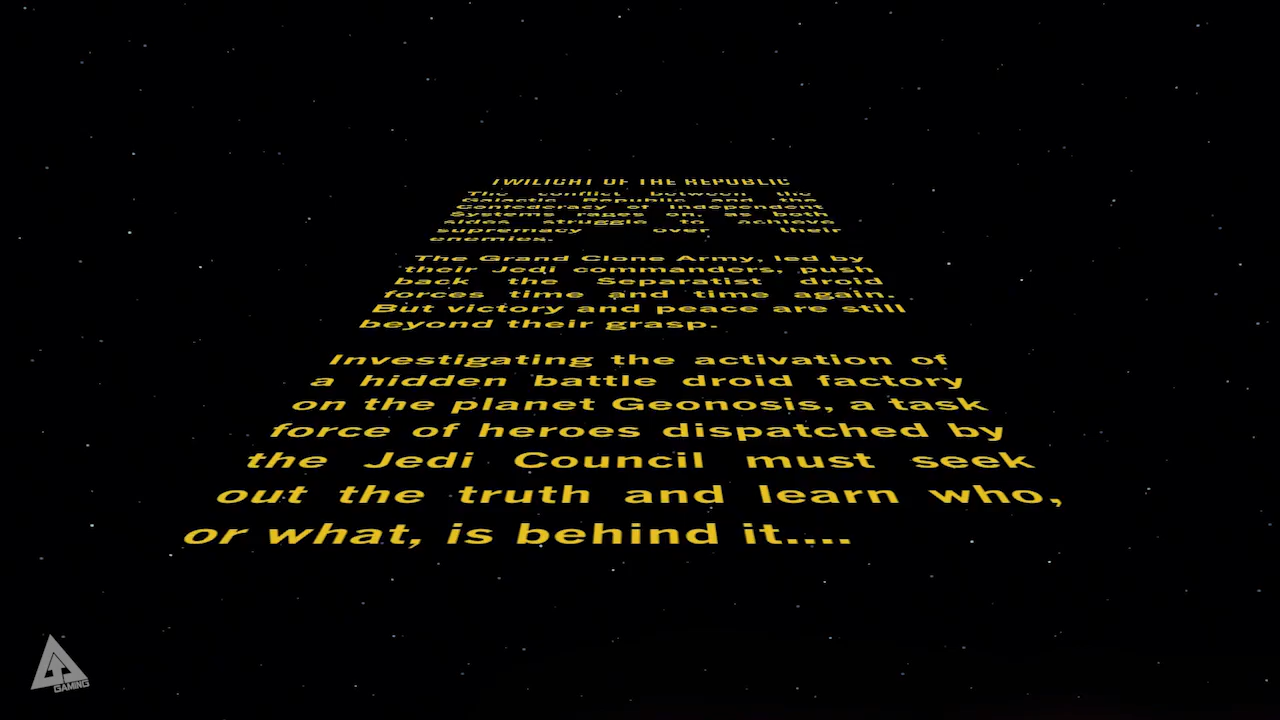 TWILIGHT OF THE REPUBLIC
The conflict between the
Galactic Republic and the
Confederacy of Independent
Systems rages on, as both
sides struggle to achieve
supremacy over their
enemies.
The Grand Clone Army, led by
their Jedi commanders, push
back the Separatist droid
forces time and time again.
But victory and peace are still
beyond their grasp.
Investigating the activation of
a hidden battle droid factory
on the planet Geonosis, a task
force of heroes dispatched by
the Jedi Council must seek
out the truth and learn who,
or what, is behind it....
GAMING